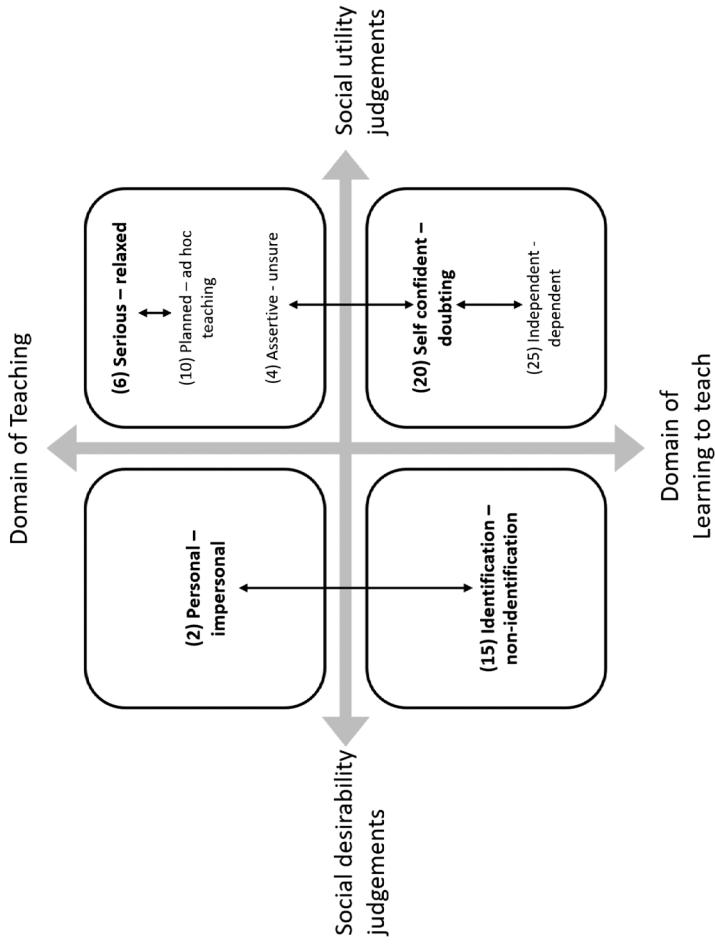 Domain of Teaching
(2) Personal –
impersonal
(6) Serious – relaxed
(10) Planned – ad hoc
teaching
(4) Assertive - unsure
Social desirability
judgements
Social utility
judgements
(15) Identification –
non-identification
(20) Self confident –
doubting
(25) Independent -
dependent
Domain of
Learning to teach